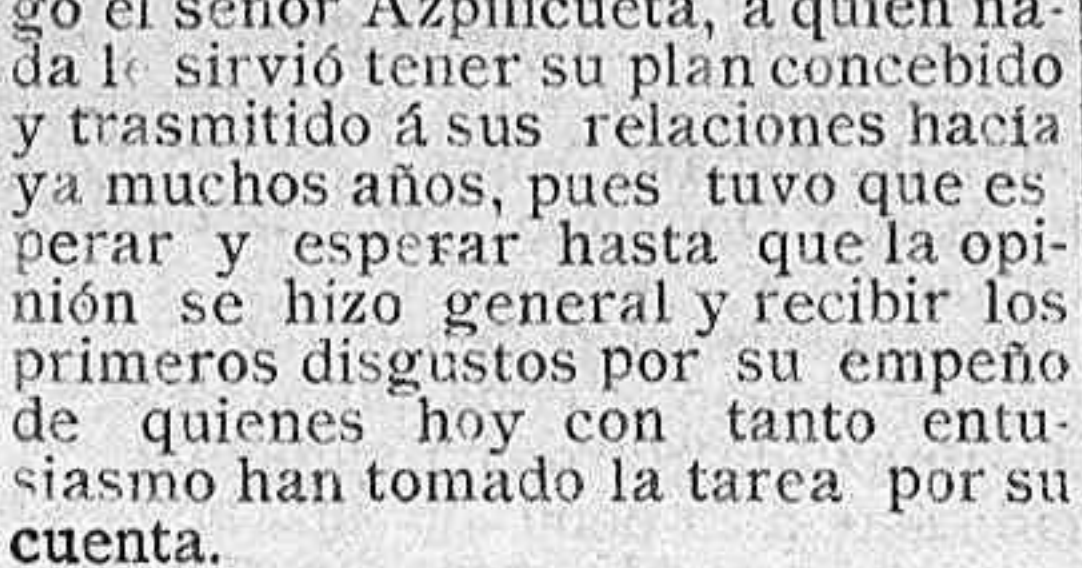 go el señor Azpilicueta, a quien na-
da le sirvió tener su plan concebido
y trasmitido á sus relaciones hacía
ya muchos años, pues tuvo que es
perar y esperar hasta que la opi-
nión se hizo general y recibir los
primeros disgustos por su empeño
de quienes hoy con tanto entu-
siasmo han tomado la tarea por su
cuenta.